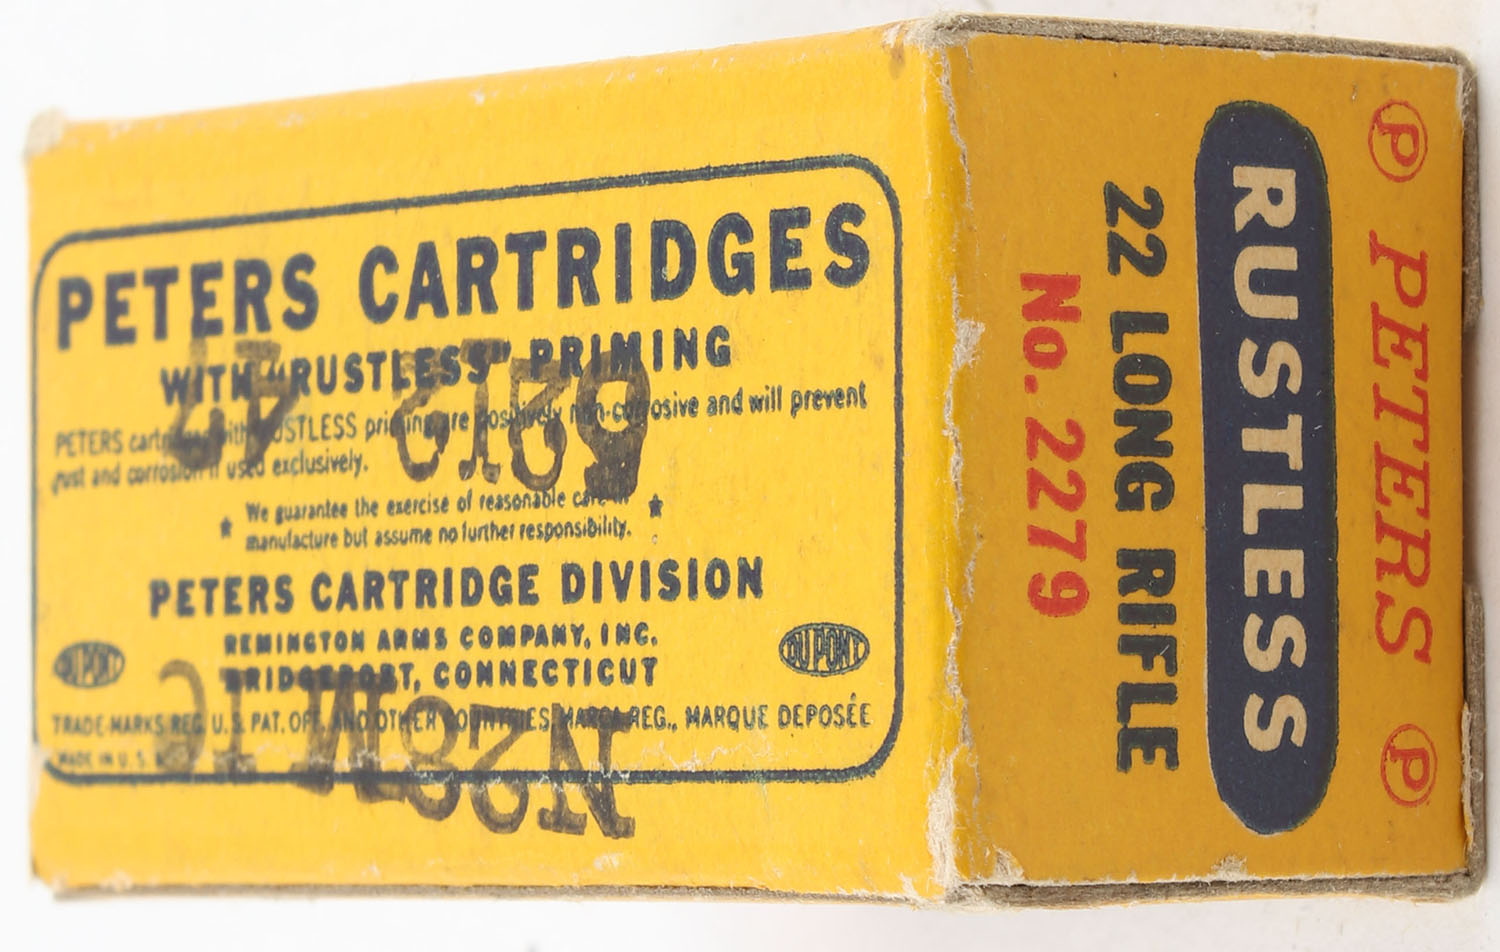 PETERS CARTRIDGES
WITH "RUSTLESS" PRIMING
PETERS cartridges with RUSTLESS priming are positively non-corrosive and will prevent
rust and corrosion if used exclusively.
We guarantee the exercise of reasonable care in
manufacture but assume no further responsibility.
PETERS CARTRIDGE DIVISION
REMINGTON ARMS COMPANY, INC.
BRIDGEPORT, CONNECTICUT
DU PONT DU PONT
TRADE-MARKS REG. U.S. PAT. OFF. AND OTHER COUNTRIES, MARCA REG., MARQUE DEPOSÉE
MADE IN U.S.A.
P PETERS P
RUSTLESS
22 LONG RIFLE
No. 2279